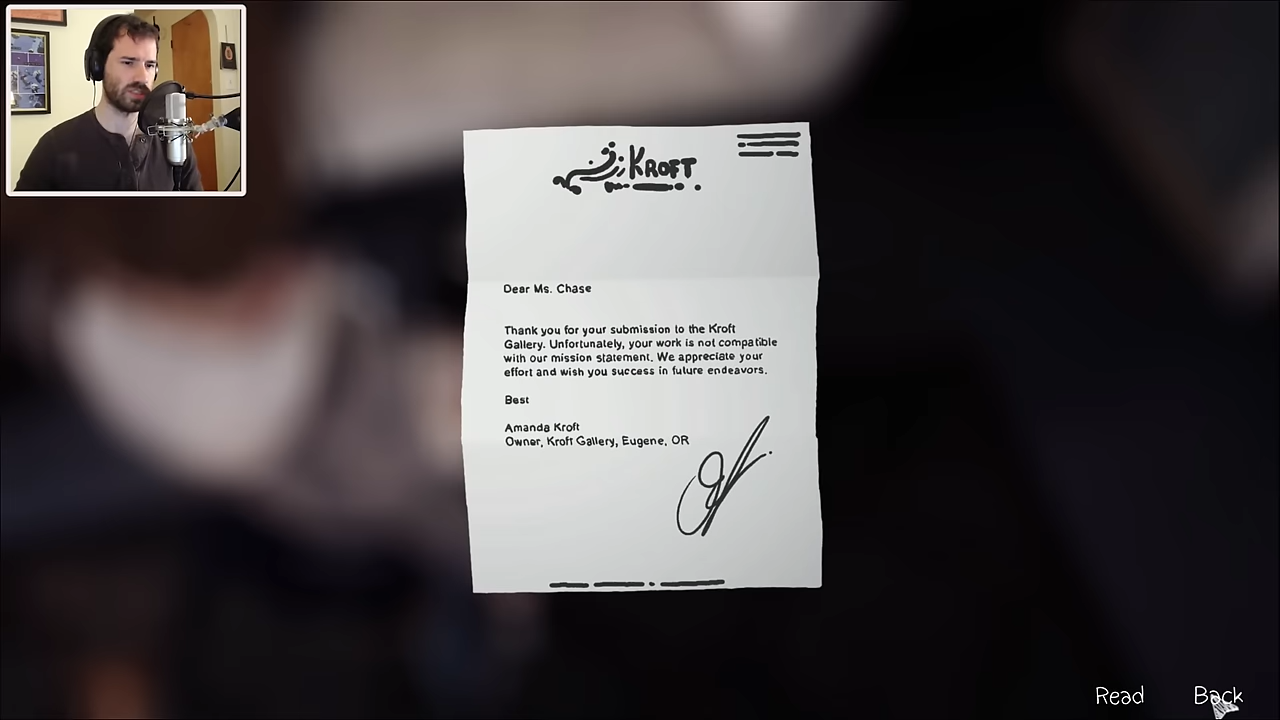 KROFT
Dear Ms. Chase
Thank you for your submission to the Kroft
Gallery. Unfortunately, your work is not compatible
with our mission statement. We appreciate your
effort and wish you success in future endeavors.
Best
Amanda Kroft
Owner, Kroft Gallery, Eugene, OR
Read Back